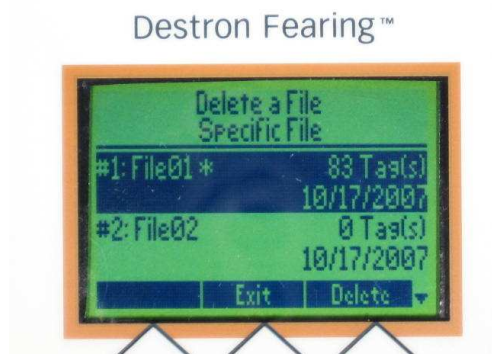 Destron Fearing™
Delete a File
Specific File
#1: File01 * 83 Tag(s)
10/17/2007
#2: File02 0 Tag(s)
10/17/2007
Exit Delete